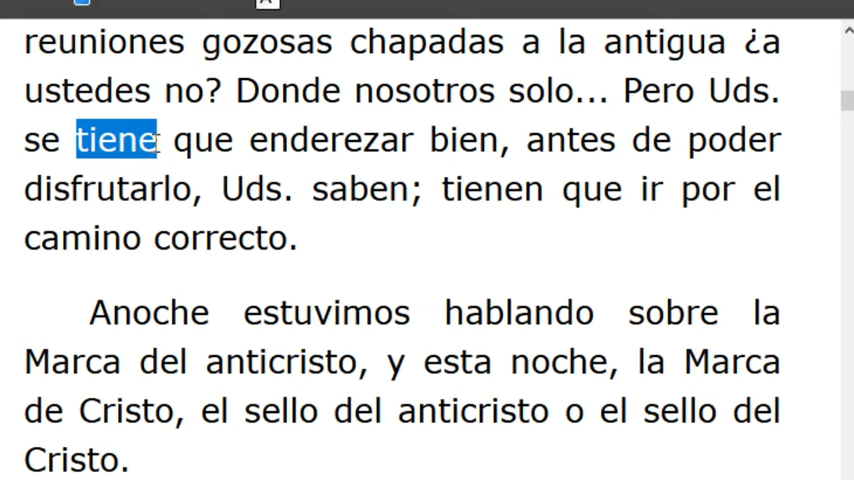 reuniones gozosas chapadas a la antigua ¿a
ustedes no? Donde nosotros solo... Pero Uds.
se tiene que enderezar bien, antes de poder
disfrutarlo, Uds. saben; tienen que ir por el
camino correcto.
Anoche estuvimos hablando sobre la
Marca del anticristo, y esta noche, la Marca
de Cristo, el sello del anticristo o el sello del
Cristo.